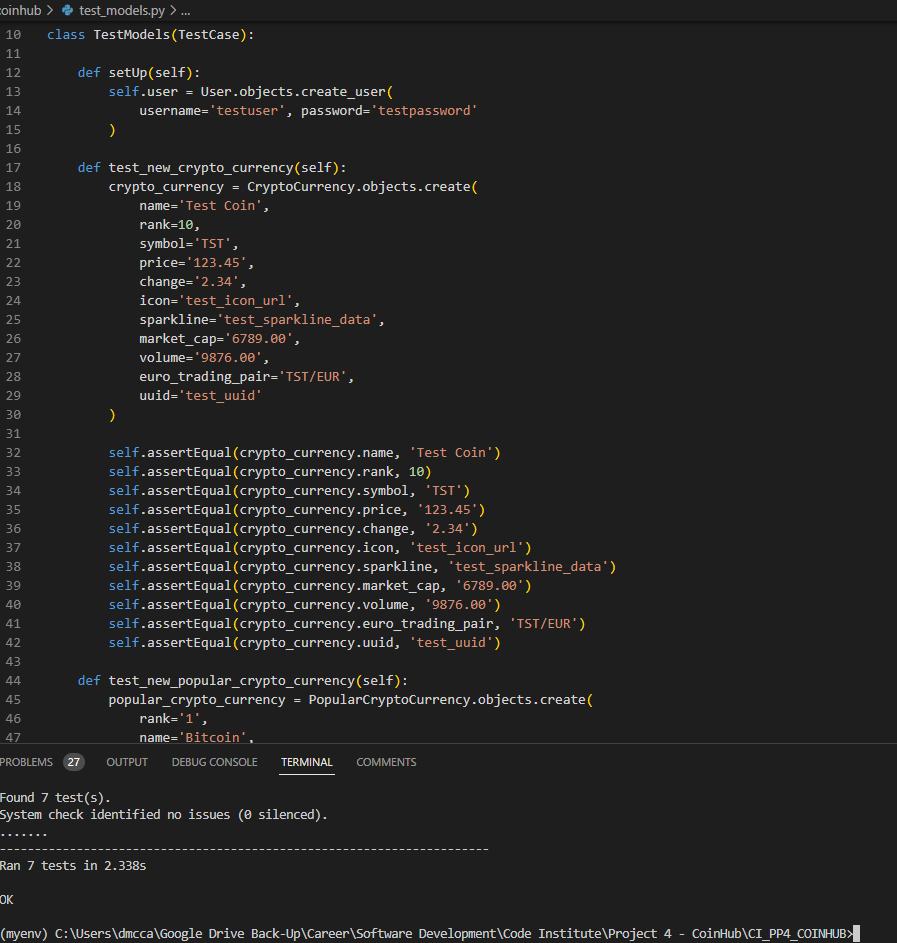 coinhub > test_models.py > ...
10 class TestModels(TestCase):
11
12     def setUp(self):
13         self.user = User.objects.create_user(
14             username='testuser', password='testpassword'
15         )
16
17     def test_new_crypto_currency(self):
18         crypto_currency = CryptoCurrency.objects.create(
19             name='Test Coin',
20             rank=10,
21             symbol='TST',
22             price='123.45',
23             change='2.34',
24             icon='test_icon_url',
25             sparkline='test_sparkline_data',
26             market_cap='6789.00',
27             volume='9876.00',
28             euro_trading_pair='TST/EUR',
29             uuid='test_uuid'
30         )
31
32         self.assertEqual(crypto_currency.name, 'Test Coin')
33         self.assertEqual(crypto_currency.rank, 10)
34         self.assertEqual(crypto_currency.symbol, 'TST')
35         self.assertEqual(crypto_currency.price, '123.45')
36         self.assertEqual(crypto_currency.change, '2.34')
37         self.assertEqual(crypto_currency.icon, 'test_icon_url')
38         self.assertEqual(crypto_currency.sparkline, 'test_sparkline_data')
39         self.assertEqual(crypto_currency.market_cap, '6789.00')
40         self.assertEqual(crypto_currency.volume, '9876.00')
41         self.assertEqual(crypto_currency.euro_trading_pair, 'TST/EUR')
42         self.assertEqual(crypto_currency.uuid, 'test_uuid')
43
44     def test_new_popular_crypto_currency(self):
45         popular_crypto_currency = PopularCryptoCurrency.objects.create(
46             rank='1',
47             name='Bitcoin',
PROBLEMS 27 OUTPUT DEBUG CONSOLE TERMINAL COMMENTS
Found 7 test(s).
System check identified no issues (0 silenced).
.......
----------------------------------------------------------------------
Ran 7 tests in 2.338s
OK
(myenv) C:\Users\dmcca\Google Drive Back-Up\Career\Software Development\Code Institute\Project 4 - CoinHub\CI_PP4_COINHUB>